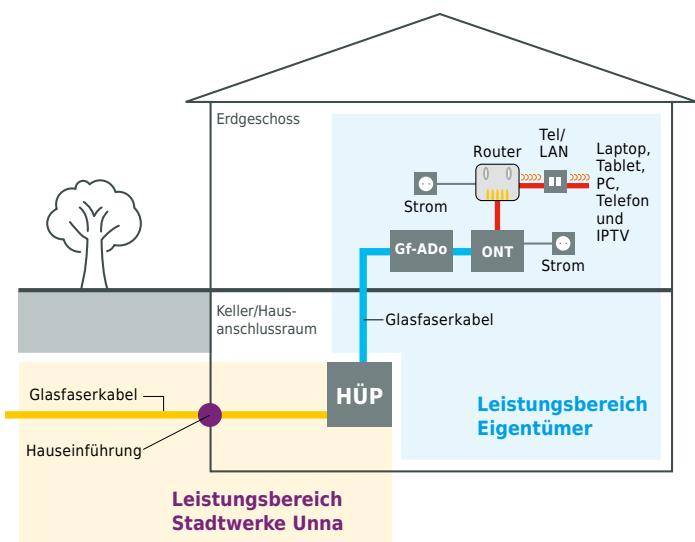 Erdgeschoss
Tel/
LAN
Router
Laptop,
Tablet,
PC,
Telefon
und
IPTV
Strom
Gf-ADo
ONT
Strom
Keller/Haus-
anschlussraum
Glasfaserkabel
HÜP
Glasfaserkabel
Leistungsbereich
Eigentümer
Hauseinführung
Leistungsbereich
Stadtwerke Unna